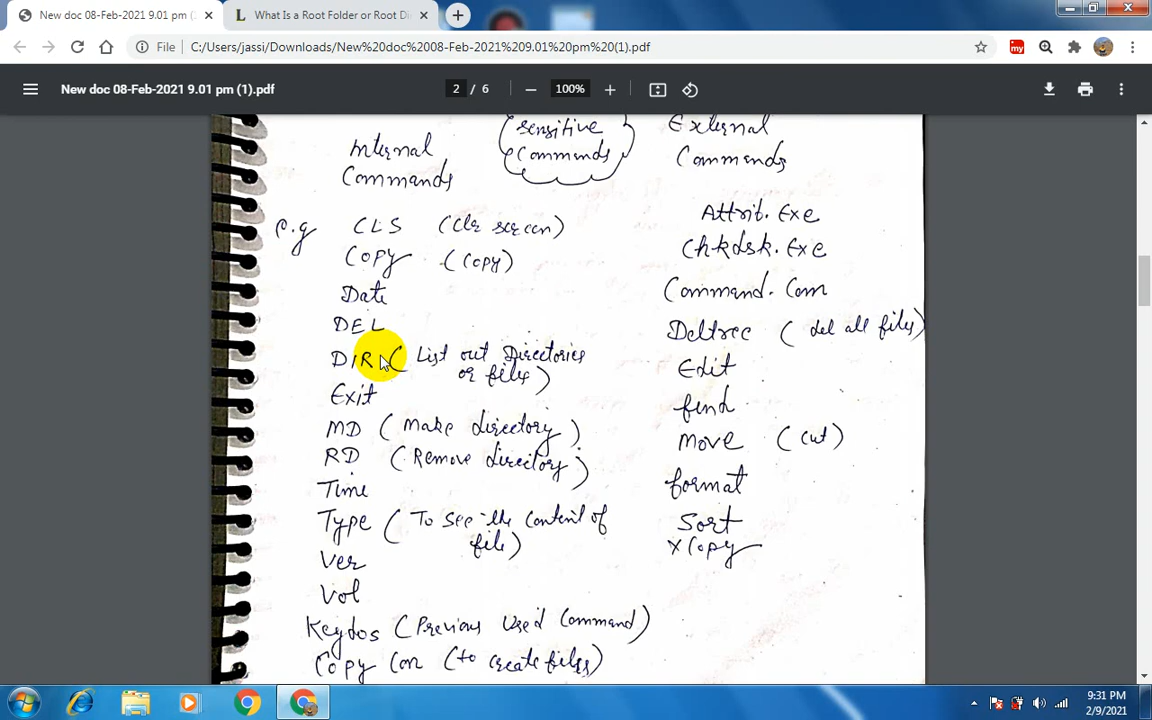 New doc 08-Feb-2021 9.01 pm (
What Is a Root Folder or Root Di
File
C:/Users/jassi/Downloads/New%20doc%2008-Feb-2021%209.01%20pm%20(1).pdf
New doc 08-Feb-2021 9.01 pm (1).pdf
2 / 6
100%
Internal
Commands
(sensitive
Commands)
External
Commands
e.g CLS (Clr screen)
Copy (Copy)
Date
DEL
DIR ( List out Directories
or files )
Exit
MD ( Make directory )
RD ( Remove directory )
Time
Type ( To See the Content of
file )
Ver
Vol
Keydos ( Previous Used Command )
Copy Con ( to create files )
Attrit.Exe
Chkdsk.Exe
Command.Com
Deltree ( del all files )
Edit
find
Move ( cut )
format
Sort
XCopy
9:31 PM
2/9/2021